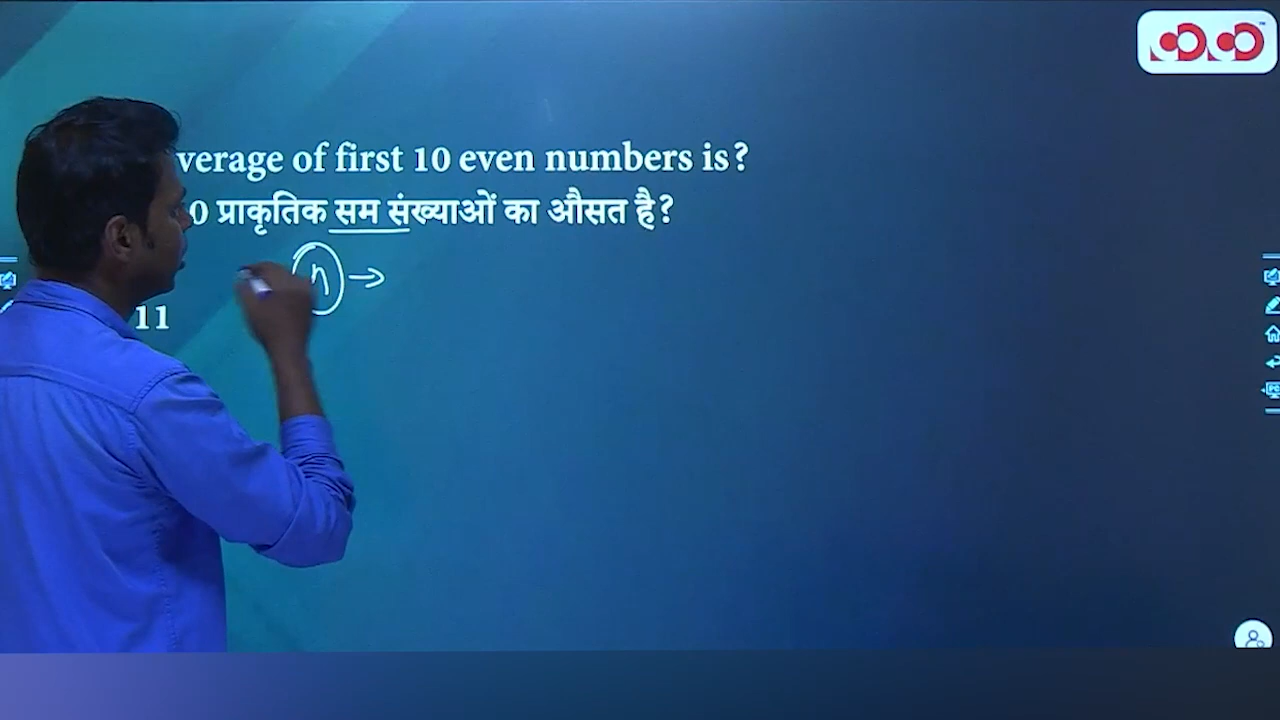 verage of first 10 even numbers is?
0 प्राकृतिक सम संख्याओं का औसत है?
n →
11